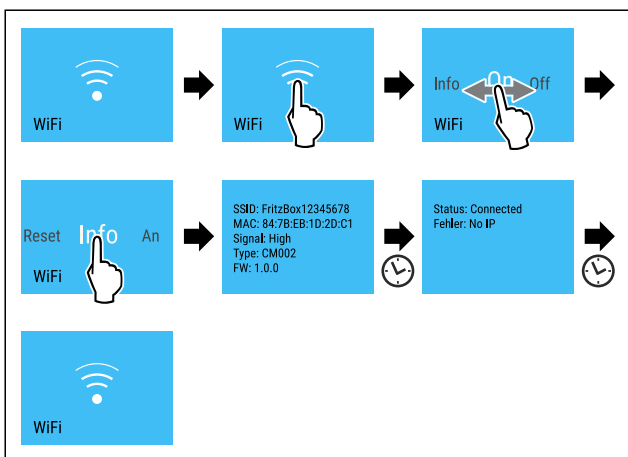 WiFi
WiFi
Info On Off
WiFi
Reset Info An
WiFi
SSID: FritzBox12345678
MAC: 84:7B:EB:1D:2D:C1
Signal: High
Type: CM002
FW: 1.0.0
Status: Connected
Fehler: No IP
WiFi